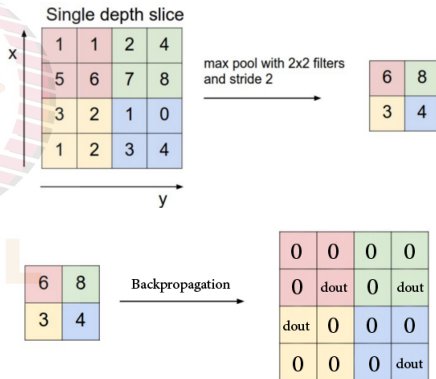 Single depth slice
x
1 1 2 4
5 6 7 8
3 2 1 0
1 2 3 4
y
max pool with 2x2 filters
and stride 2
6 8
3 4
6 8
3 4
Backpropagation
0 0 0 0
0 dout 0 dout
dout 0 0 0
0 0 0 dout